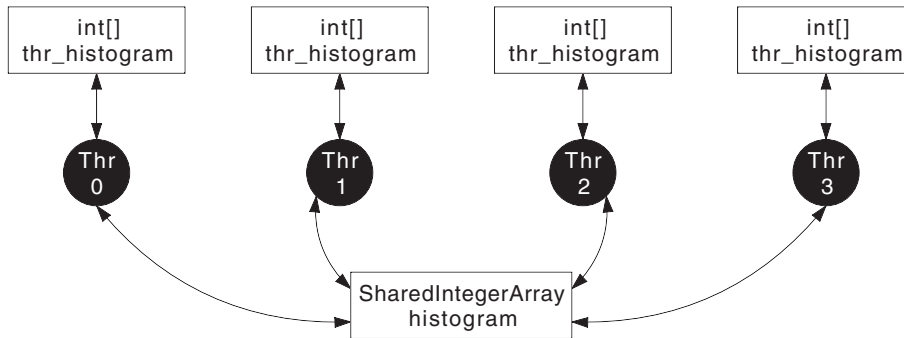 int[]
thr_histogram
int[]
thr_histogram
int[]
thr_histogram
int[]
thr_histogram
Thr
0
Thr
1
Thr
2
Thr
3
SharedIntegerArray
histogram